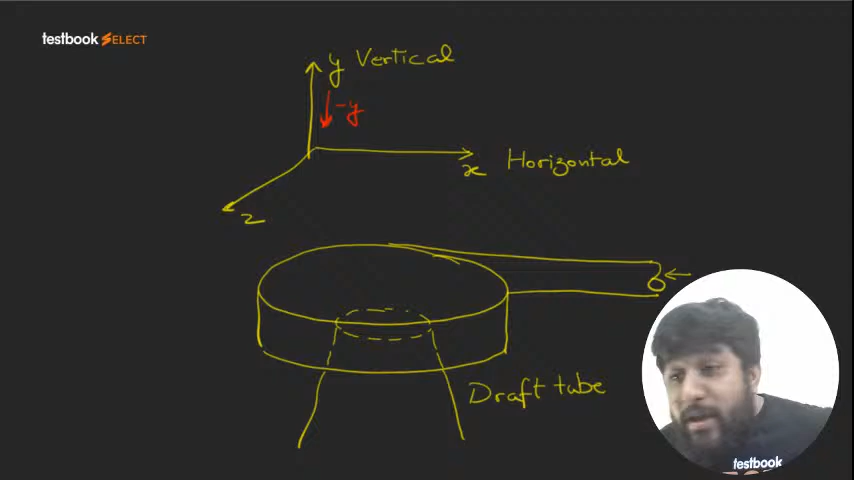 testbook SELECT
y Vertical
-y
x Horizontal
z
Draft tube
testbook